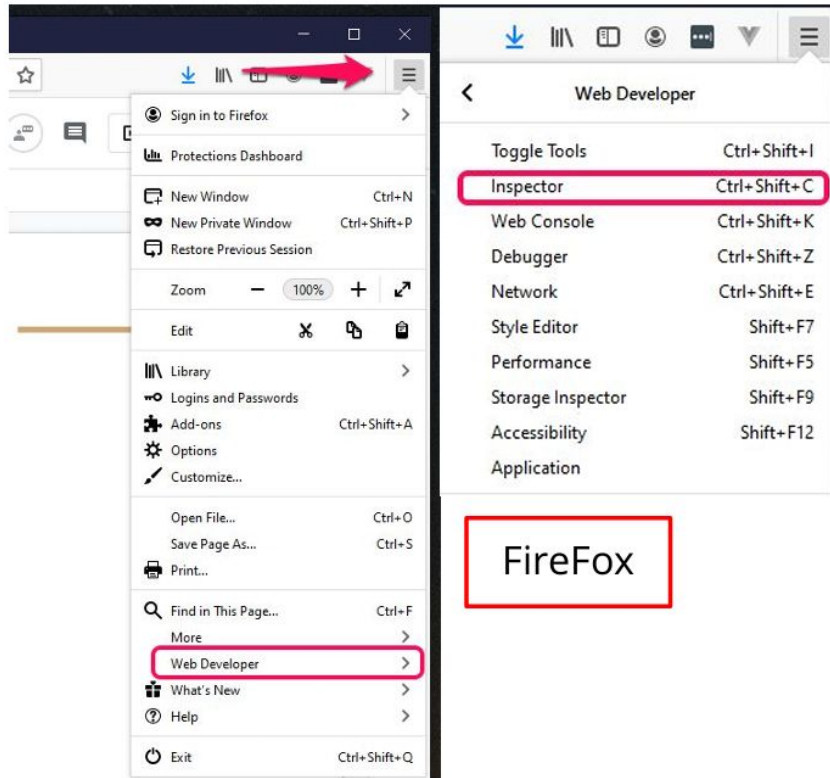 Sign in to Firefox
Protections Dashboard
New Window Ctrl+N
New Private Window Ctrl+Shift+P
Restore Previous Session
Zoom 100%
Edit
Library
Logins and Passwords
Add-ons Ctrl+Shift+A
Options
Customize...
Open File... Ctrl+O
Save Page As... Ctrl+S
Print...
Find in This Page... Ctrl+F
More
Web Developer
What's New
Help
Exit Ctrl+Shift+Q
Web Developer
Toggle Tools Ctrl+Shift+I
Inspector Ctrl+Shift+C
Web Console Ctrl+Shift+K
Debugger Ctrl+Shift+Z
Network Ctrl+Shift+E
Style Editor Shift+F7
Performance Shift+F5
Storage Inspector Shift+F9
Accessibility Shift+F12
Application
FireFox